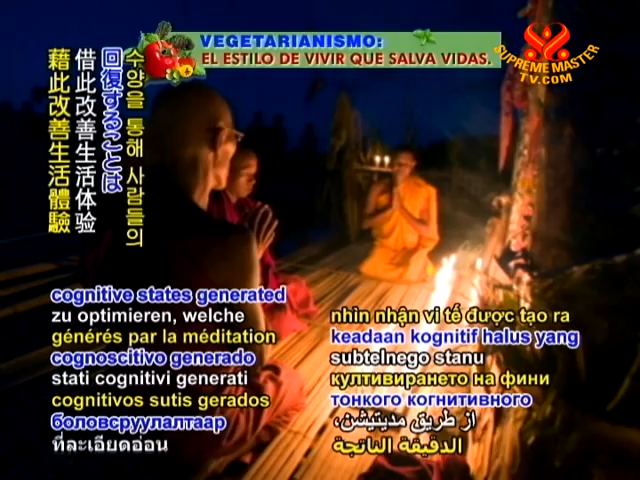 VEGETARIANISMO:
EL ESTILO DE VIVIR QUE SALVA VIDAS.
SUPREME MASTER
TV.COM
藉此改善生活體驗
借此改善生活体验
回復することは
수양을 통해 사람들의
cognitive states generated
zu optimieren, welche
générés par la méditation
cognoscitivo generado
stati cognitivi generati
cognitivos sutis gerados
боловсруулалтаар
ที่ละเอียดอ่อน
nhìn nhận vi tế được tạo ra
keadaan kognitif halus yang
subtelnego stanu
култивирането на фини
тонкого когнитивного
از طریق مدیتیشن،
الدقيقة الناتجة